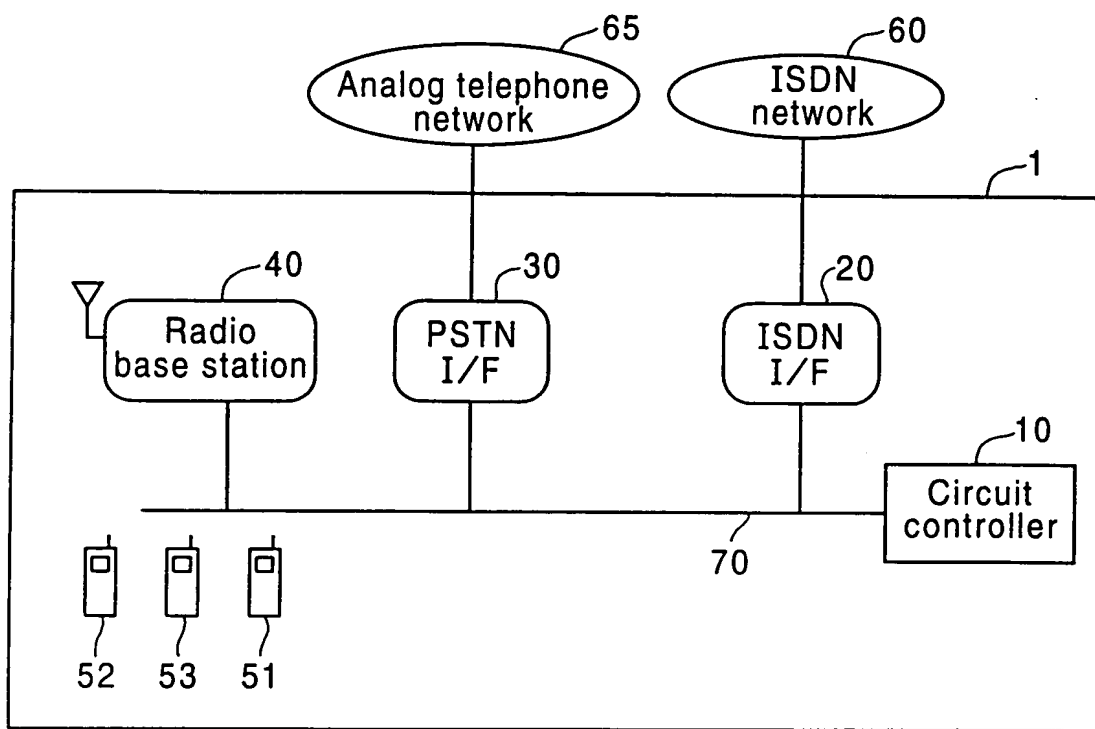 65
60
Analog telephone
network
ISDN
network
1
40
30
20
Radio
base station
PSTN
I/F
ISDN
I/F
10
Circuit
controller
70
52
53
51